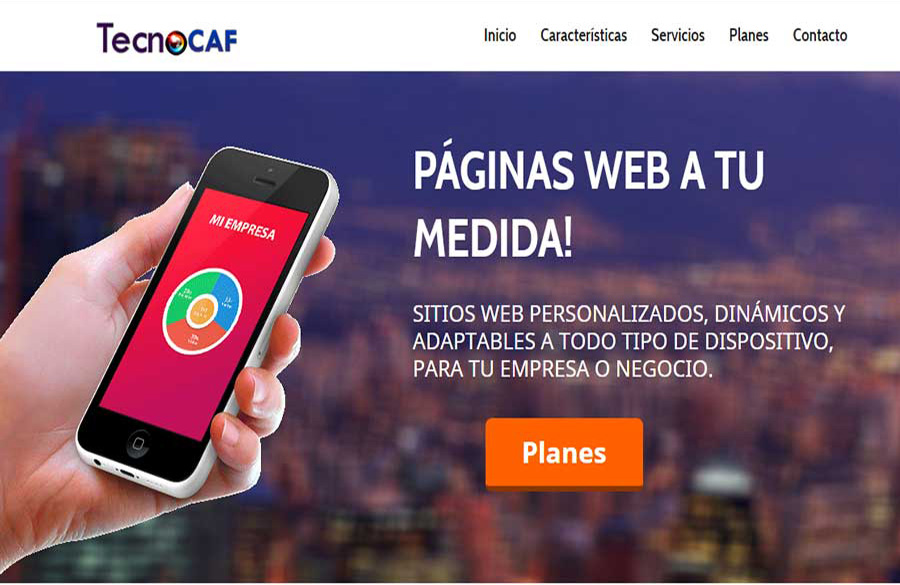 TecnoCAF
Inicio Características Servicios Planes Contacto
PÁGINAS WEB A TU
MEDIDA!
MI EMPRESA
SITIOS WEB PERSONALIZADOS, DINÁMICOS Y
ADAPTABLES A TODO TIPO DE DISPOSITIVO,
PARA TU EMPRESA O NEGOCIO.
Planes